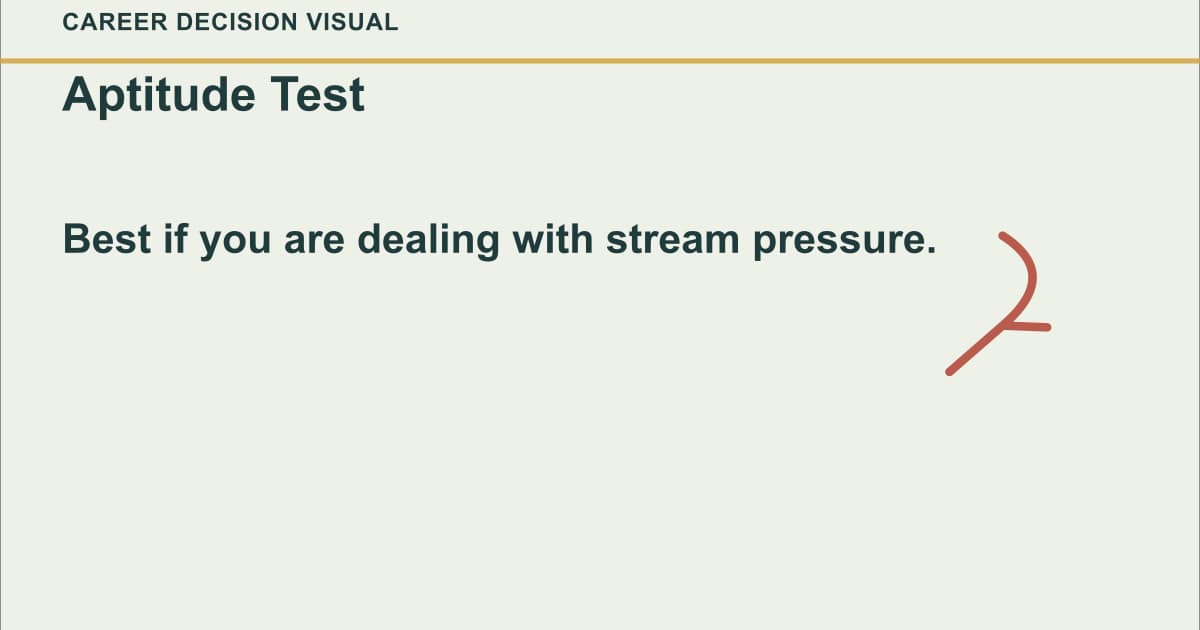 CAREER DECISION VISUAL
Aptitude Test
Best if you are dealing with stream pressure.